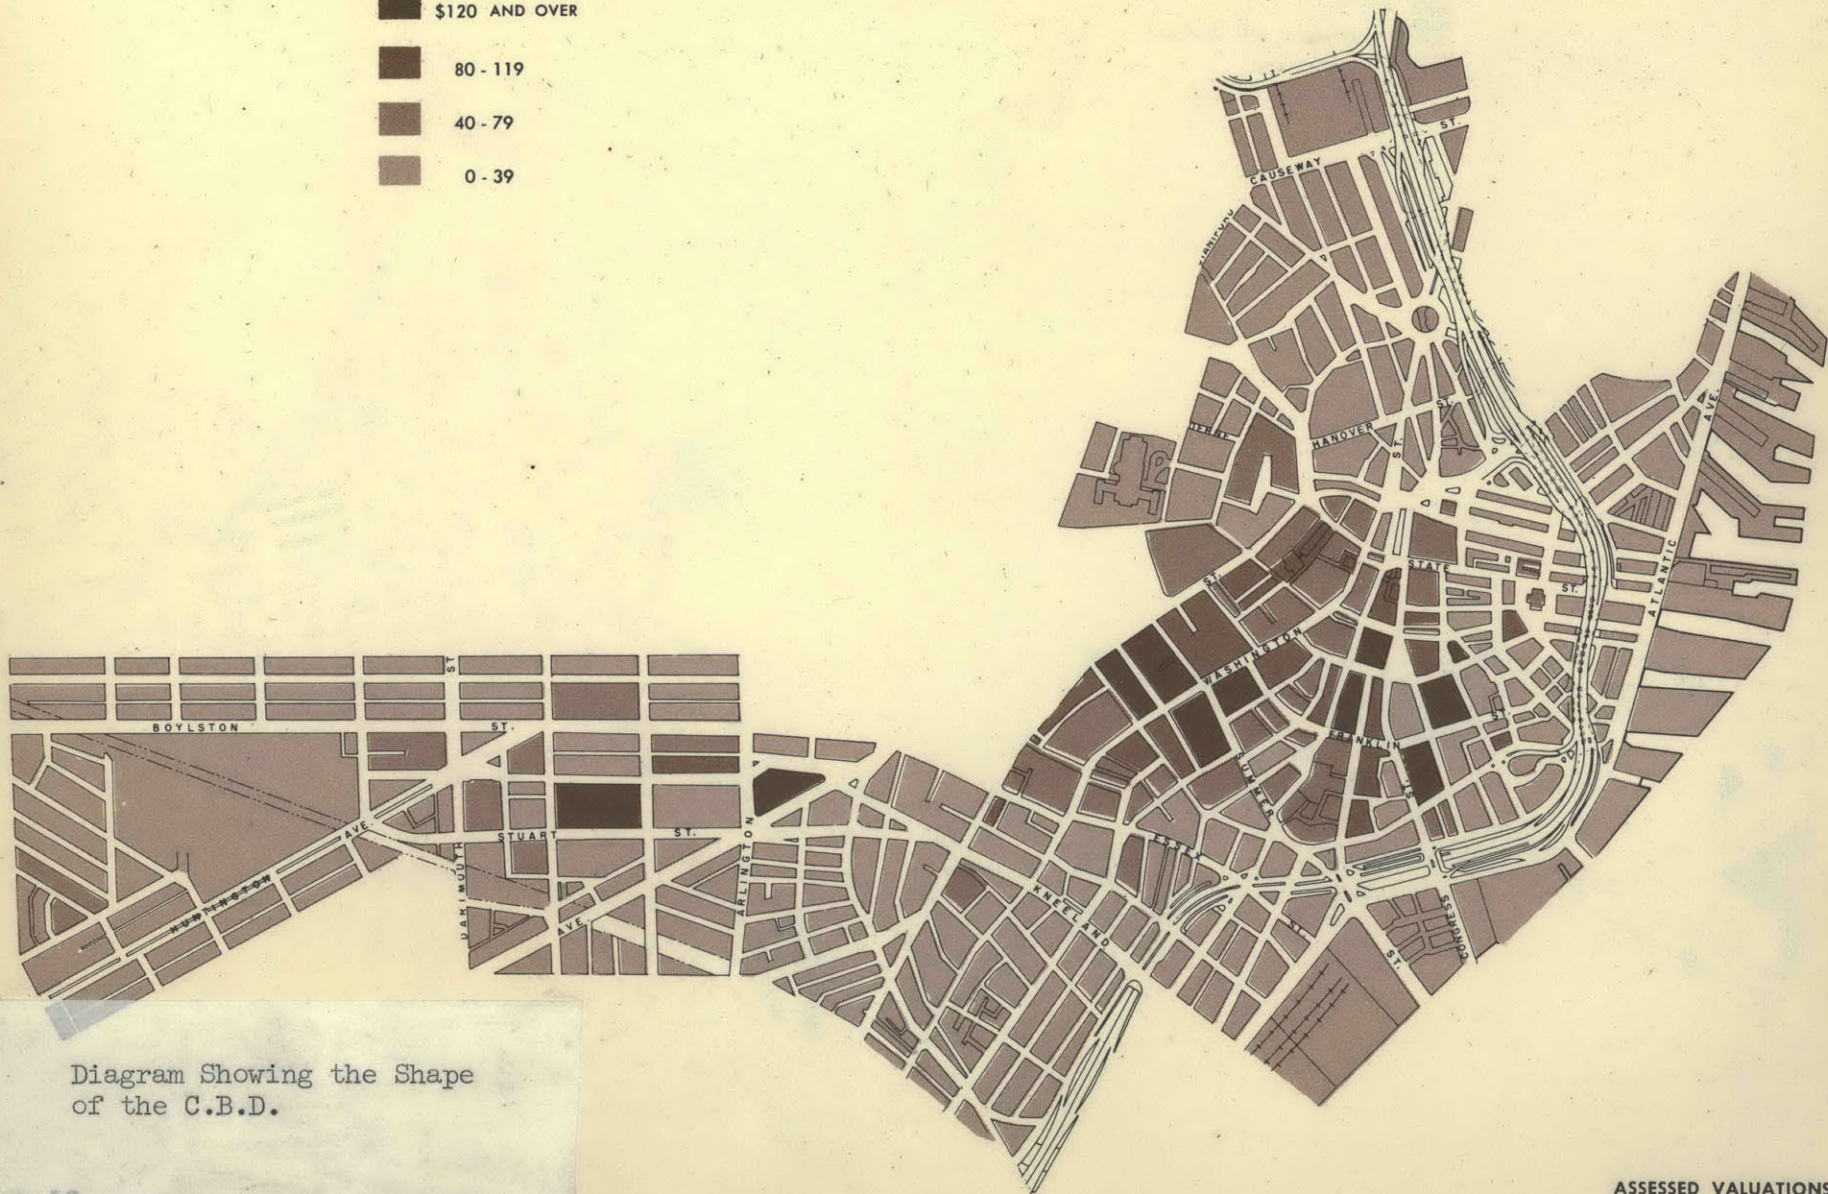 $120 AND OVER
80 - 119
40 - 79
0 - 39
ST.
CAUSEWAY
HANOVER
ST.
ST.
AVE.
ATLANTIC
STATE
ST.
ST.
WASHINGTON
ST
BOYLSTON
ST.
FRANKLIN
ST.
SUMMER
ST.
STUART
ST.
AVE.
ARLINGTON
ESSEX
HUNTINGTON
DARTMOUTH
AVE.
KNEELAND
ST.
ST.
CONGRESS
Diagram Showing the Shape
of the C.B.D.
ASSESSED VALUATIONS